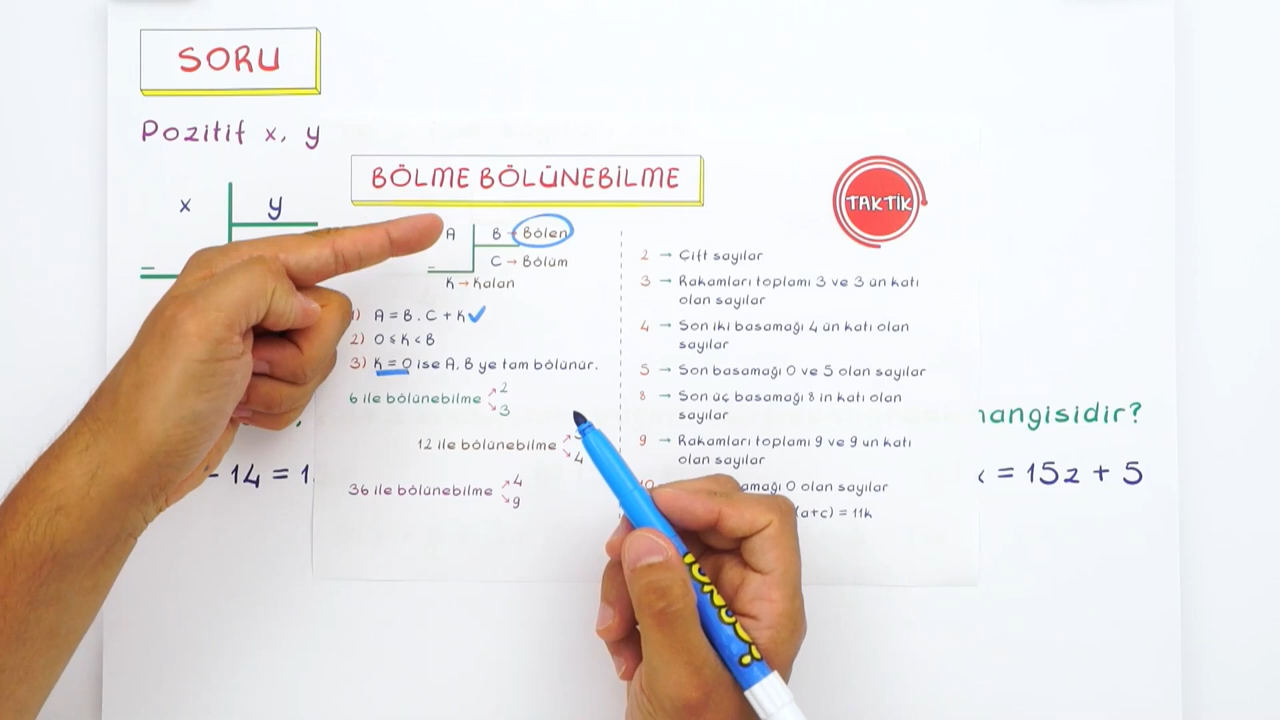 SORU
Pozitif x, y
x
y
BÖLME BÖLÜNEBİLME
A
B → Bölen
C → Bölüm
K → Kalan
1) A = B . C + K
2) 0 ≤ K < B
3) K = 0 ise A, B ye tam bölünür.
6 ile bölünebilme
2
3
12 ile bölünebilme
4
36 ile bölünebilme
4
9
TAKTİK
2 → Çift sayılar
3 → Rakamları toplamı 3 ve 3 ün katı
olan sayılar
4 → Son iki basamağı 4 ün katı olan
sayılar
5 → Son basamağı 0 ve 5 olan sayılar
8 → Son üç basamağı 8 in katı olan
sayılar
9 → Rakamları toplamı 9 ve 9 un katı
olan sayılar
0 olan sayılar
(a+c) = 11k
hangisidir?
- 14 = 1
= 15z + 5